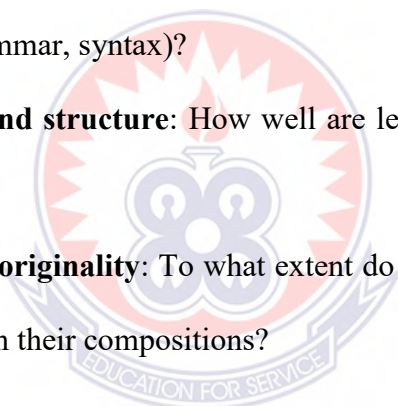 mmar, syntax)?
nd structure: How well are le
originality: To what extent do
n their compositions?
EDUCATION FOR SERVICE